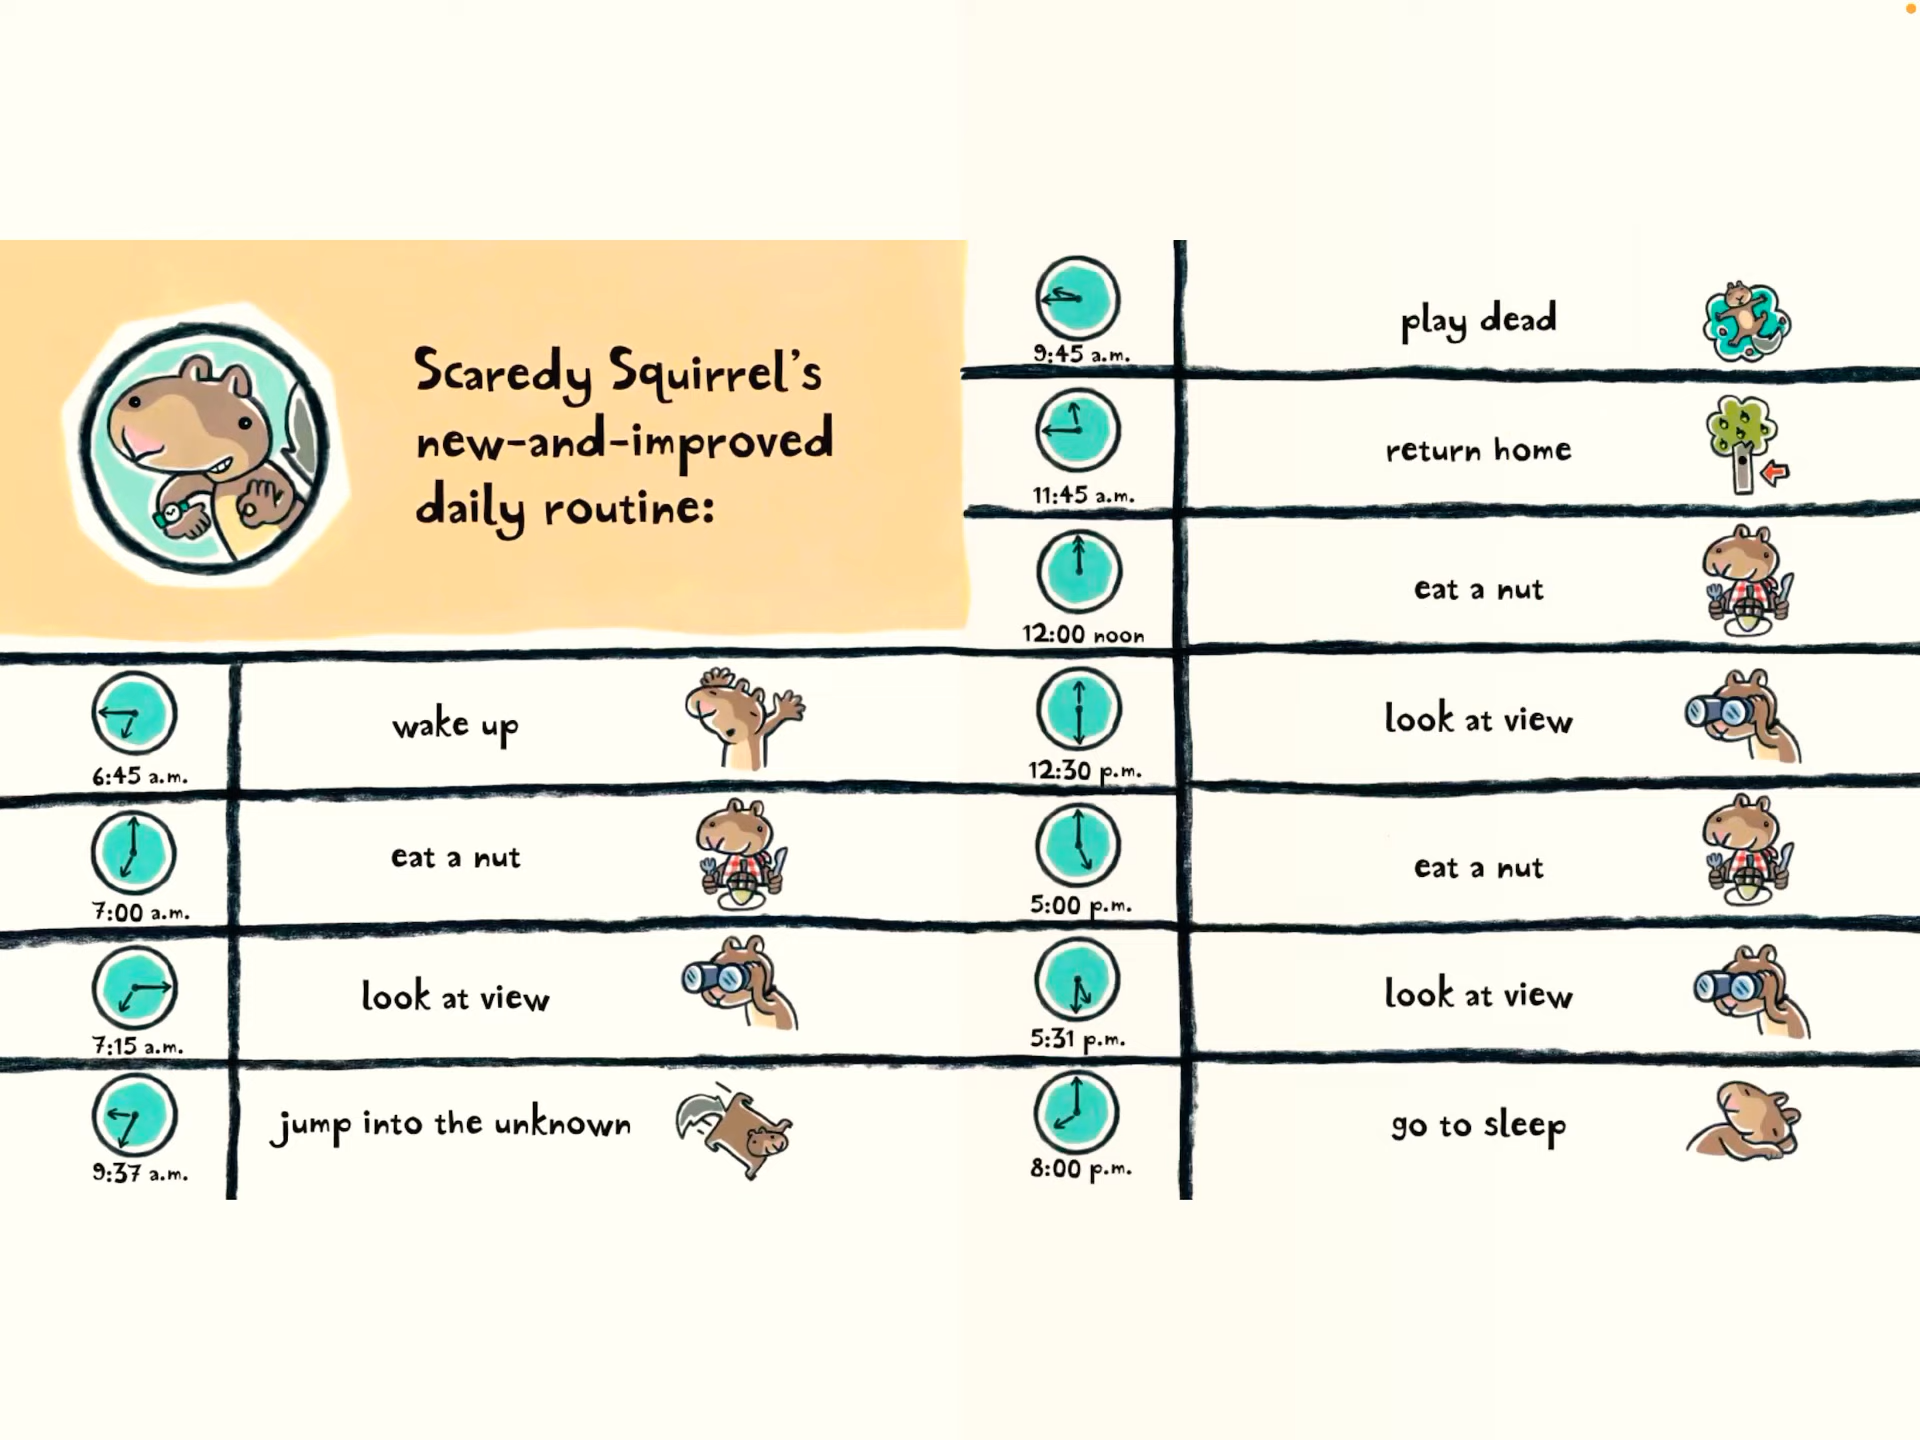 Scaredy Squirrel's
new-and-improved
daily routine:
6:45 a.m.
wake up
7:00 a.m.
eat a nut
7:15 a.m.
look at view
9:37 a.m.
jump into the unknown
9:45 a.m.
play dead
11:45 a.m.
return home
12:00 noon
eat a nut
12:30 p.m.
look at view
5:00 p.m.
eat a nut
5:31 p.m.
look at view
8:00 p.m.
go to sleep